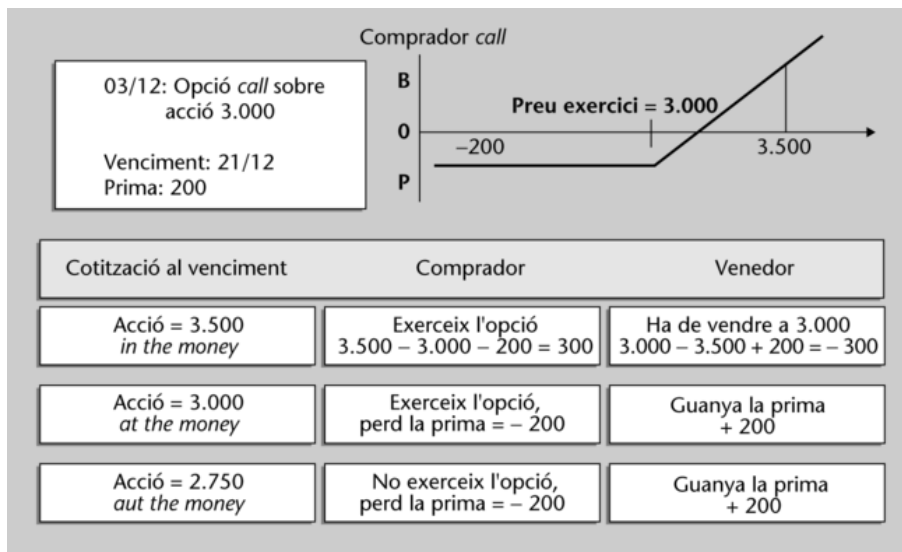 Comprador call
03/12: Opció call sobre
acció 3.000
Venciment: 21/12
Prima: 200
B
Preu exercici = 3.000
0
−200
3.500
P
Cotització al venciment
Comprador
Venedor
Acció = 3.500
in the money
Exerceix l'opció
3.500 − 3.000 − 200 = 300
Ha de vendre a 3.000
3.000 − 3.500 + 200 = − 300
Acció = 3.000
at the money
Exerceix l'opció,
perd la prima = − 200
Guanya la prima
+ 200
Acció = 2.750
aut the money
No exerceix l'opció,
perd la prima = − 200
Guanya la prima
+ 200